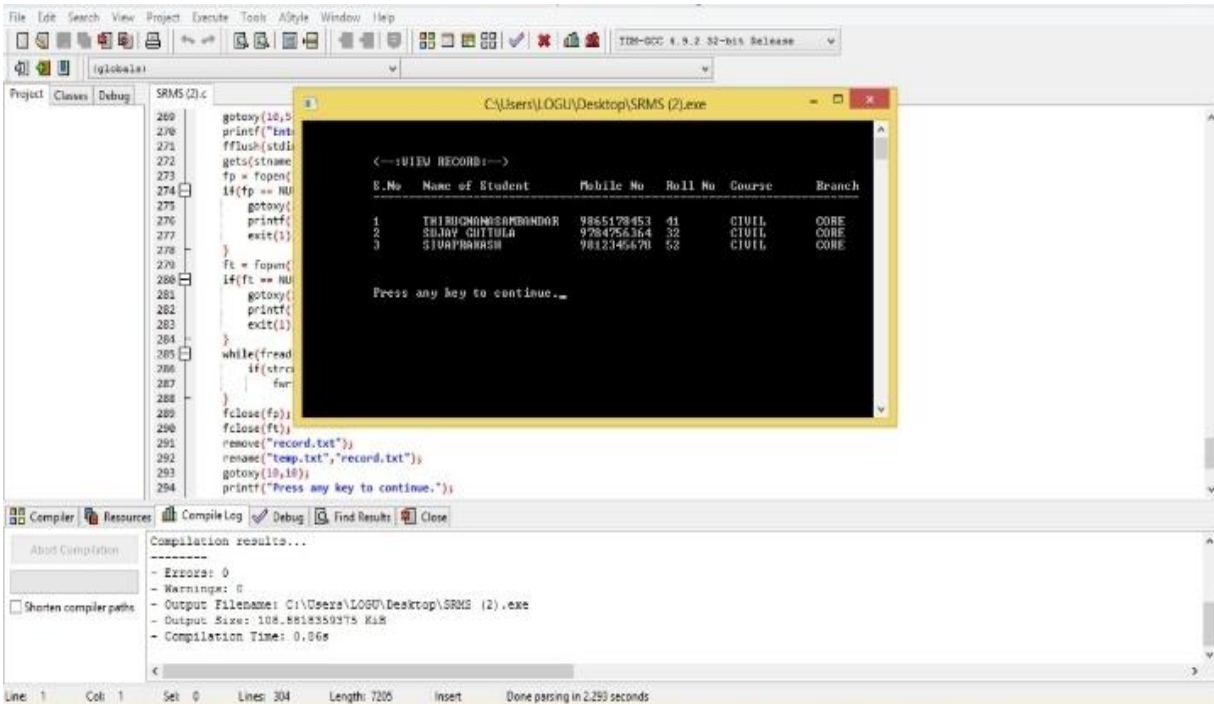 File Edit Search View Project Execute Tools AStyle Window Help
TDM-GCC 4.9.2 32-bit Release
(globals)
Project Classes Debug
SRMS (2).c
269 gotoxy(10,5
270 printf("Ent
271 fflush(stdi
272 gets(stname
273 fp = fopen(
274 if(fp == NU
275 gotoxy(
276 printf(
277 exit(1)
278 }
279 ft = fopen(
280 if(ft == NU
281 gotoxy(
282 printf(
283 exit(1)
284 }
285 while(fread
286 if(strc
287 fwr
288 }
289 fclose(fp);
290 fclose(ft);
291 remove("record.txt");
292 rename("temp.txt","record.txt");
293 gotoxy(10,10);
294 printf("Press any key to continue.");
C:\Users\LOGU\Desktop\SRMS (2).exe
<--:VIEW RECORD:-->
S.No Name of Student Mobile No Roll No Course Branch
1 THIRUGNANASAMBANDAR 9865178453 41 CIVIL CORE
2 SUJAY GUTTULA 9784756364 32 CIVIL CORE
3 SIVAPRAKASH 9812345678 52 CIVIL CORE
Press any key to continue._
Compiler Resources Compile Log Debug Find Results Close
Abort Compilation
Shorten compiler paths
Compilation results...
--------
- Errors: 0
- Warnings: 0
- Output Filename: C:\Users\LOGU\Desktop\SRMS (2).exe
- Output Size: 108.8818359375 KiB
- Compilation Time: 0.86s
Line: 1 Col: 1 Sel: 0 Lines: 304 Length: 7205 Insert Done parsing in 2.293 seconds